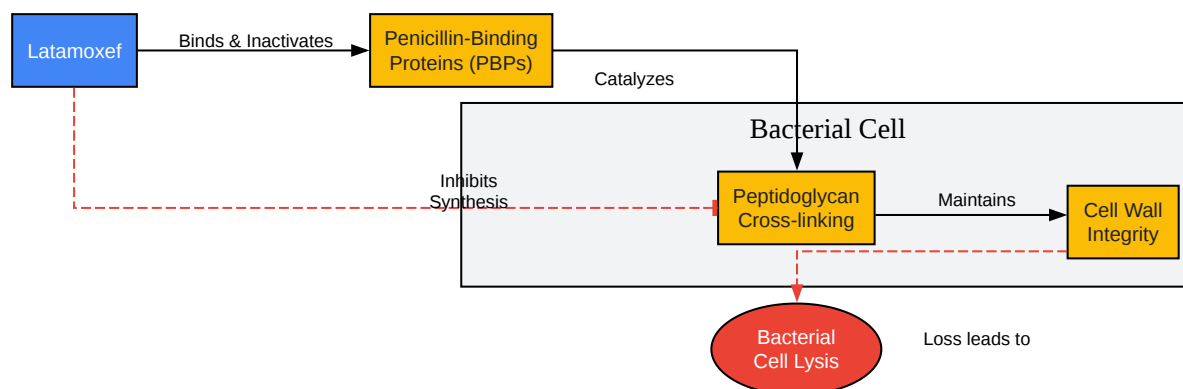 Latamoxef
Binds & Inactivates
Penicillin-Binding
Proteins (PBPs)
Catalyzes
Bacterial Cell
Inhibits
Synthesis
Peptidoglycan
Cross-linking
Maintains
Cell Wall
Integrity
Bacterial
Cell Lysis
Loss leads to